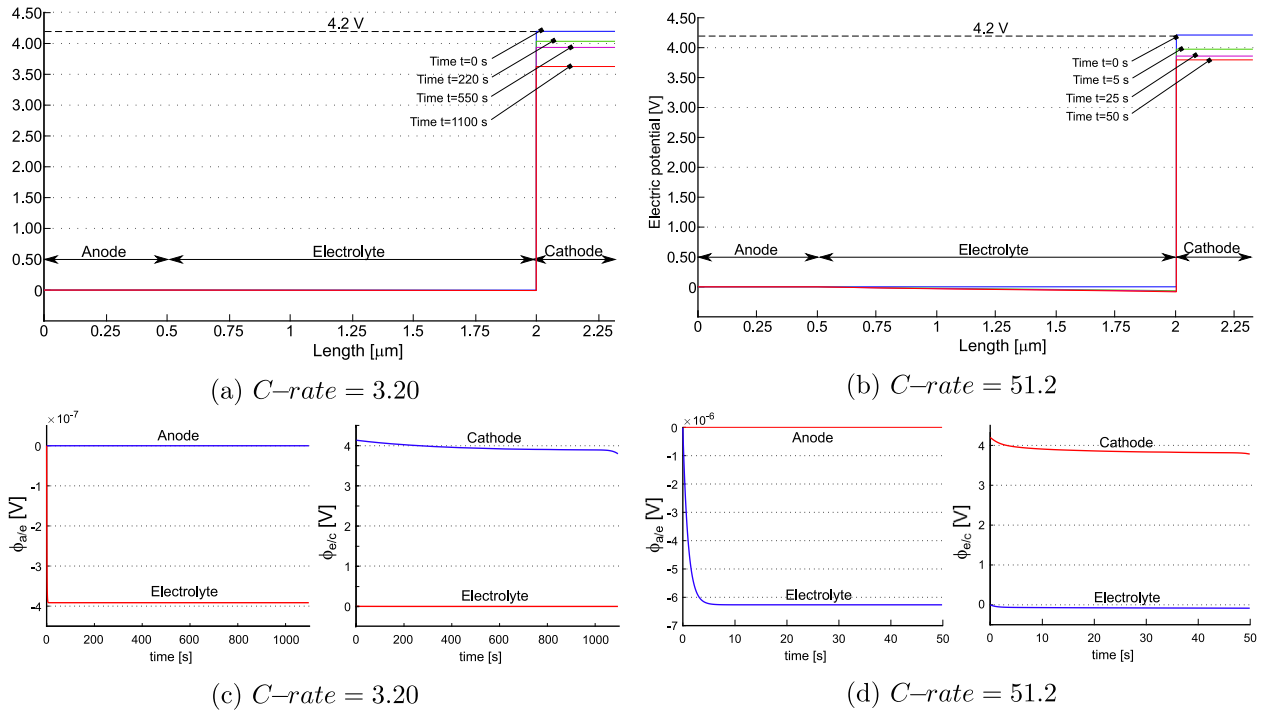 4.2 V
4.00
3.50
3.00
2.50
2.00
1.50
1.00
0.50
0
Time t=0 s
Time t=220 s
Time t=550 s
Time t=1100 s
Anode
Electrolyte
Cathode
0 0.25 0.5 0.75 1 1.25 1.5 1.75 2 2.25
Length [μm]
(a) C–rate = 3.20
4.2 V
Electric potential [V]
4.00
3.50
3.00
2.50
2.00
1.50
1.00
0.50
0
Time t=0 s
Time t=5 s
Time t=25 s
Time t=50 s
Anode
Electrolyte
Cathode
0 0.25 0.5 0.75 1 1.25 1.5 1.75 2 2.25
Length [μm]
(b) C–rate = 51.2
×10⁻⁷
ϕa/e [V]
0
-1
-2
-3
-4
Anode
Electrolyte
0 200 400 600 800 1000
time [s]
ϕe/c [V]
4
3
2
1
0
Cathode
Electrolyte
0 200 400 600 800 1000
time [s]
(c) C–rate = 3.20
×10⁻⁶
ϕa/e [V]
0
-1
-2
-3
-4
-5
-6
-7
Anode
Electrolyte
0 10 20 30 40 50
time [s]
ϕe/c [V]
4
3
2
1
0
Cathode
Electrolyte
0 10 20 30 40 50
time [s]
(d) C–rate = 51.2